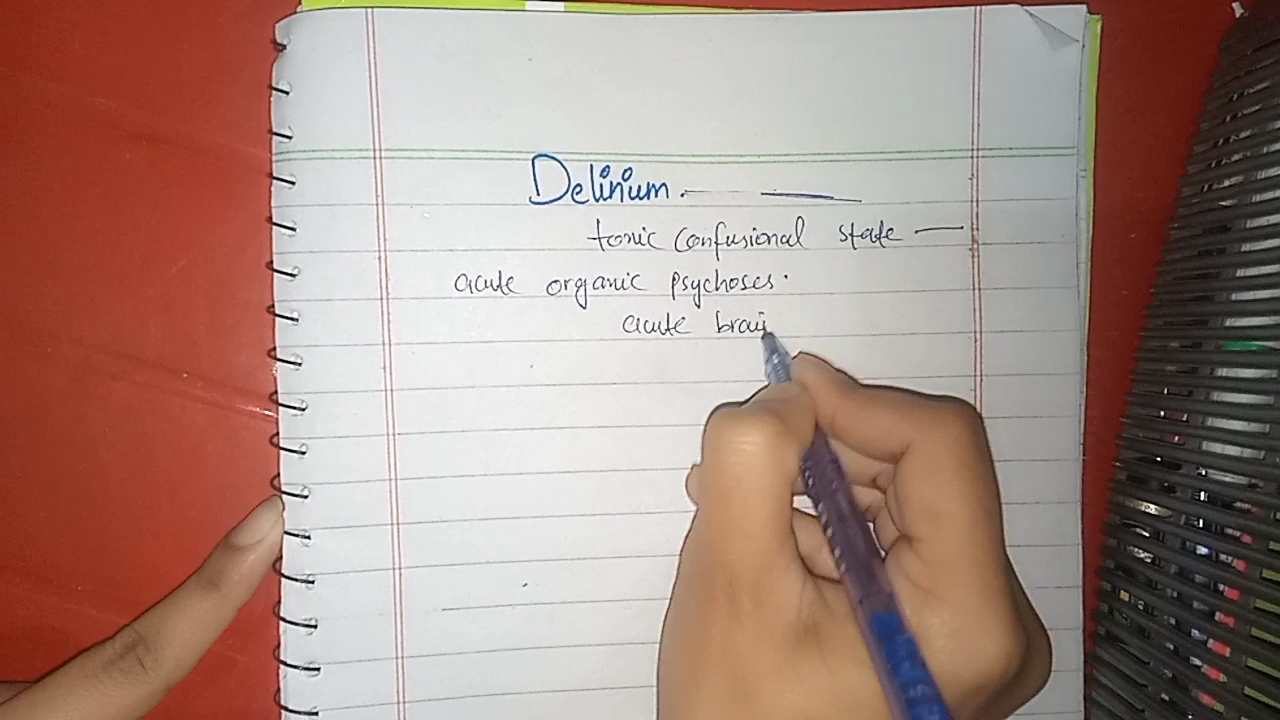 Delirium.
toxic confusional state —
acute organic psychoses.
acute brai